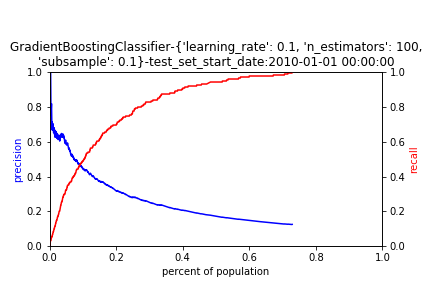 GradientBoostingClassifier-{'learning_rate': 0.1, 'n_estimators': 100,
'subsample': 0.1}-test_set_start_date:2010-01-01 00:00:00
1.0
0.8
0.6
0.4
0.2
0.0
precision
0.0 0.2 0.4 0.6 0.8 1.0
percent of population
1.0
0.8
0.6
0.4
0.2
0.0
recall